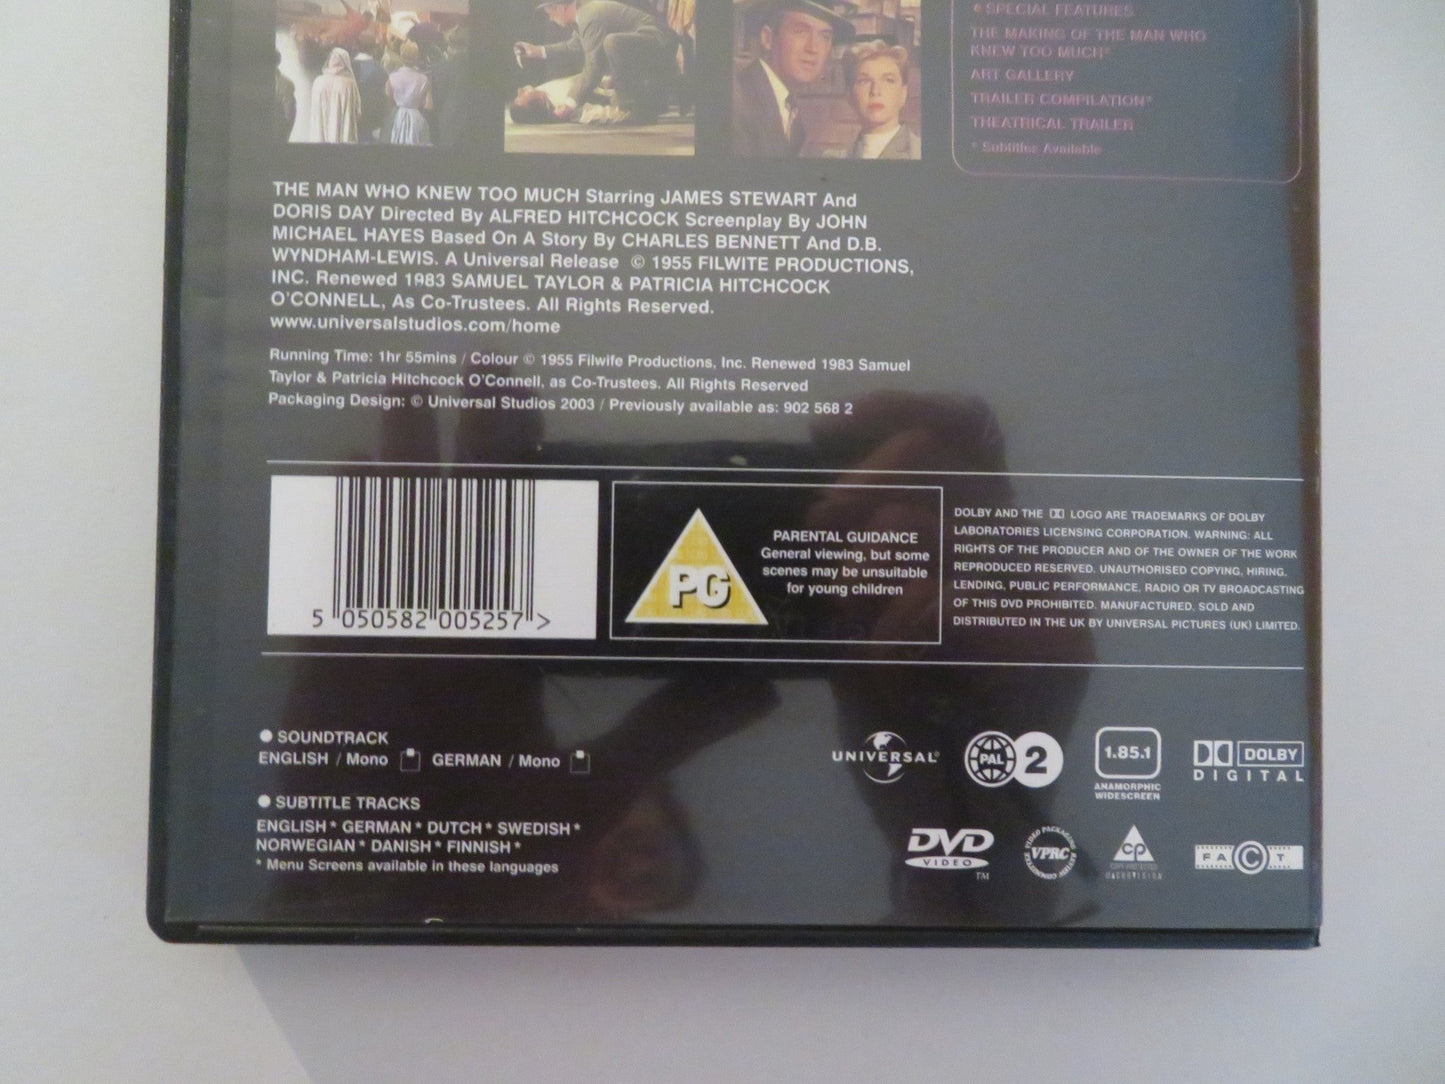 SPECIAL FEATURES
THE MAKING OF THE MAN WHO
KNEW TOO MUCH*
ART GALLERY
TRAILER COMPILATION*
THEATRICAL TRAILER
* Subtitles Available
THE MAN WHO KNEW TOO MUCH Starring JAMES STEWART And
DORIS DAY Directed By ALFRED HITCHCOCK Screenplay By JOHN
MICHAEL HAYES Based On A Story By CHARLES BENNETT And D.B.
WYNDHAM-LEWIS. A Universal Release © 1955 FILWITE PRODUCTIONS,
INC. Renewed 1983 SAMUEL TAYLOR & PATRICIA HITCHCOCK
O'CONNELL, As Co-Trustees. All Rights Reserved.
www.universalstudios.com/home
Running Time: 1hr 55mins / Colour © 1955 Filwife Productions, Inc. Renewed 1983 Samuel
Taylor & Patricia Hitchcock O'Connell, as Co-Trustees. All Rights Reserved
Packaging Design: © Universal Studios 2003 / Previously available as: 902 568 2
5 050582 005257 >
PG
PARENTAL GUIDANCE
General viewing, but some
scenes may be unsuitable
for young children
DOLBY AND THE LOGO ARE TRADEMARKS OF DOLBY
LABORATORIES LICENSING CORPORATION. WARNING: ALL
RIGHTS OF THE PRODUCER AND OF THE OWNER OF THE WORK
REPRODUCED RESERVED. UNAUTHORISED COPYING, HIRING,
LENDING, PUBLIC PERFORMANCE, RADIO OR TV BROADCASTING
OF THIS DVD PROHIBITED. MANUFACTURED, SOLD AND
DISTRIBUTED IN THE UK BY UNIVERSAL PICTURES (UK) LIMITED.
● SOUNDTRACK
ENGLISH / Mono GERMAN / Mono
● SUBTITLE TRACKS
ENGLISH * GERMAN * DUTCH * SWEDISH *
NORWEGIAN * DANISH * FINNISH *
* Menu Screens available in these languages
UNIVERSAL®
PAL 2
1.85.1
ANAMORPHIC
WIDESCREEN
DOLBY
DIGITAL
DVD
VIDEO
TM
VIDEO PACKAGING REVIEW COMMITTEE
VPRC
CP
COPY PROTECTED
MACROVISION
FACT